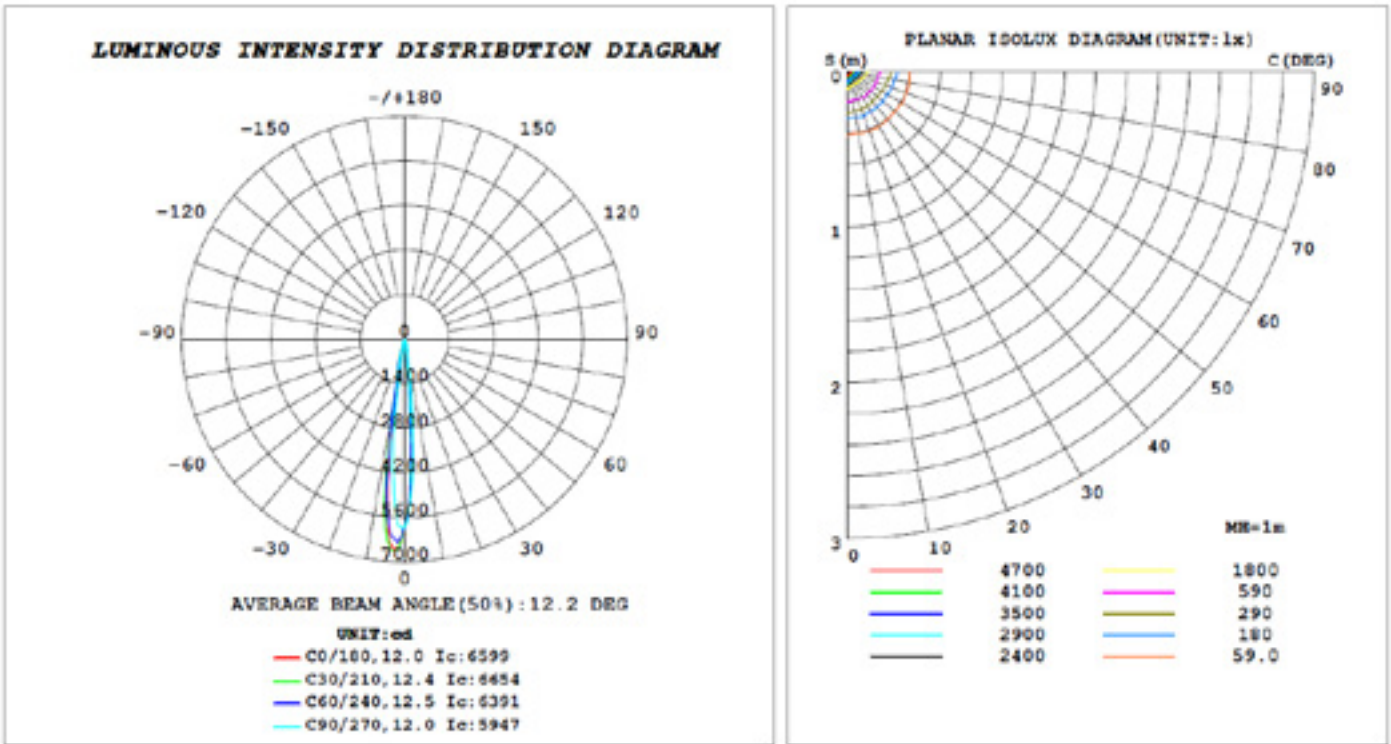 LUMINOUS INTENSITY DISTRIBUTION DIAGRAM
-/+180
-150 150
-120 120
-90 0 90
1400
2800
4200
-60 60
5600
-30 30
7000
0
AVERAGE BEAM ANGLE(50%):12.2 DEG
UNIT:cd
C0/180,12.0 Ic:6599
C30/210,12.4 Ic:6654
C60/240,12.5 Ic:6391
C90/270,12.0 Ic:5947
PLANAR ISOLUX DIAGRAM(UNIT:lx)
S(m) C(DEG)
0 90
80
1
70
60
2
50
40
30
20
3 10
0
MH=1m
4700 1800
4100 590
3500 290
2900 180
2400 59.0